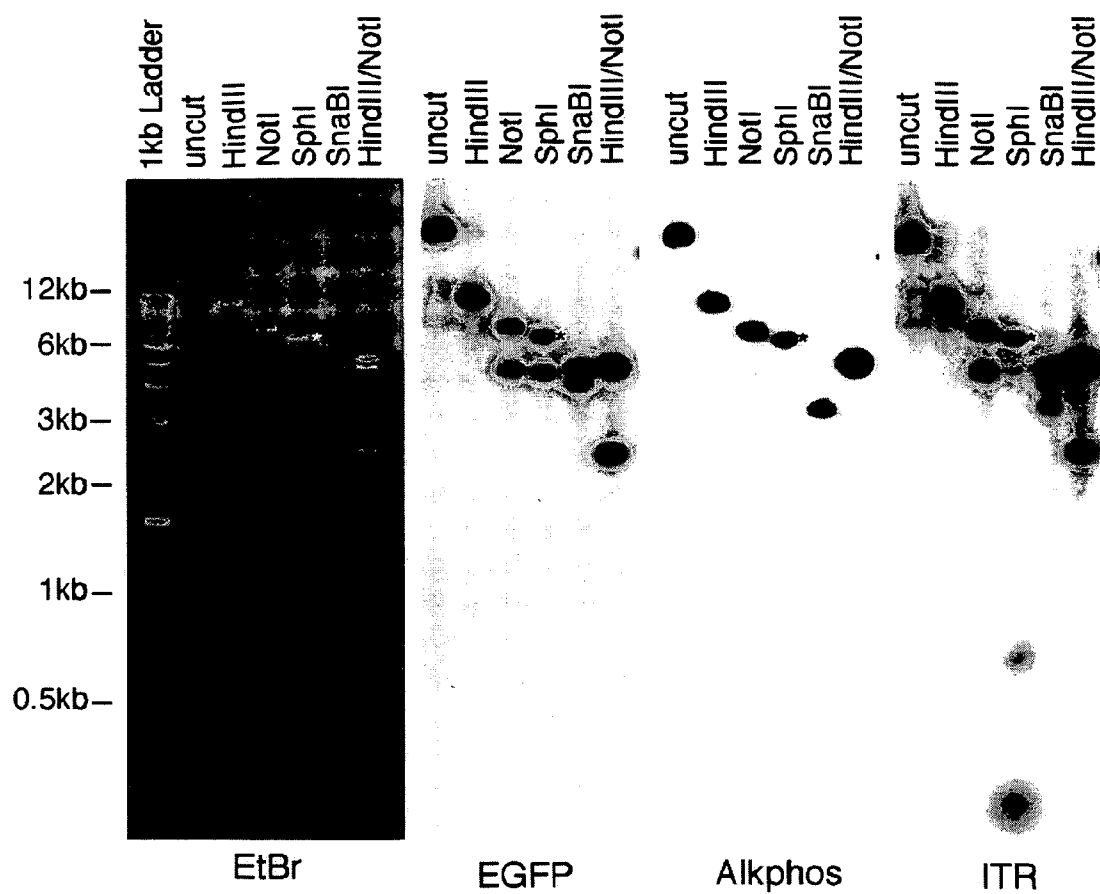 1kb Ladder
uncut
HindIII
NotI
SphI
SnaBI
HindIII/NotI
uncut
HindIII
NotI
SphI
SnaBI
HindIII/NotI
uncut
HindIII
NotI
SphI
SnaBI
HindIII/NotI
uncut
HindIII
NotI
SphI
SnaBI
HindIII/NotI
12kb
6kb
3kb
2kb
1kb
0.5kb
*
*
*
*
EtBr
EGFP
Alkphos
ITR